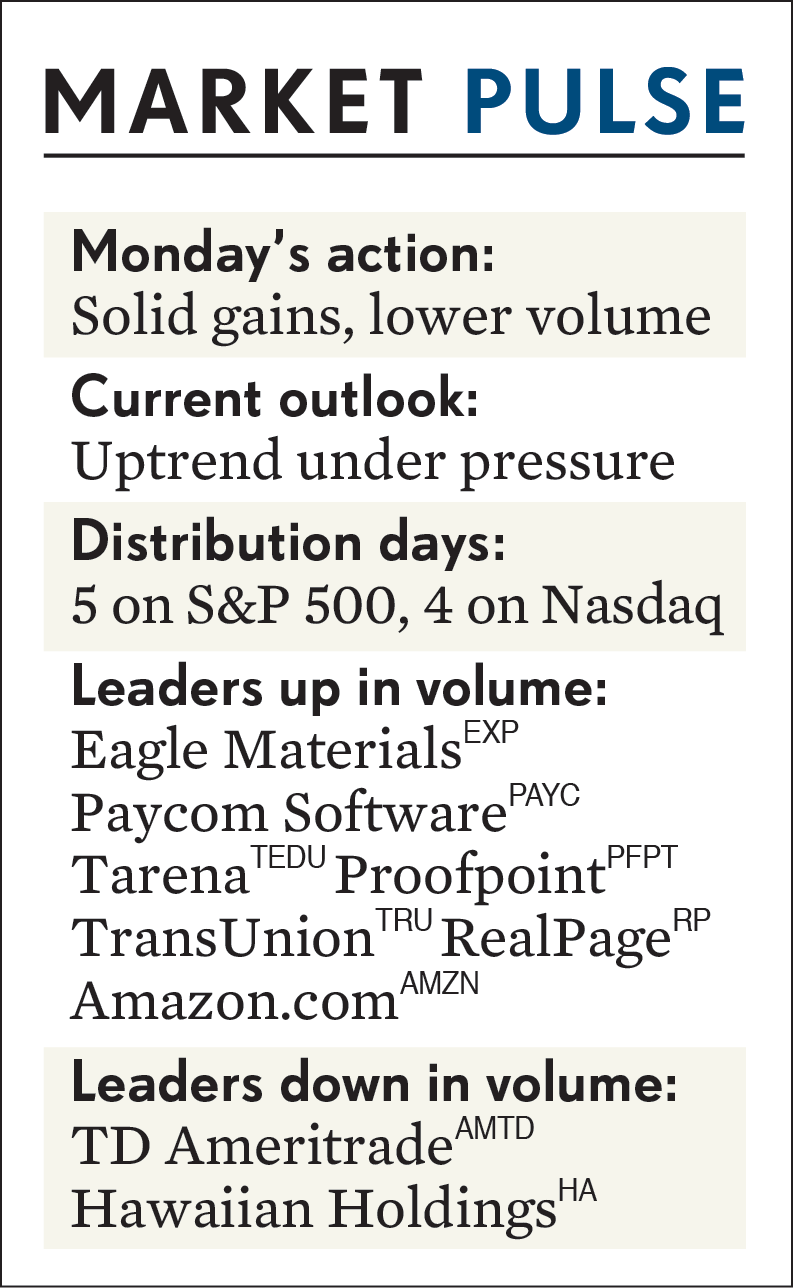 MARKET PULSE
Monday’s action:
Solid gains, lower volume
Current outlook:
Uptrend under pressure
Distribution days:
5 on S&P 500, 4 on Nasdaq
Leaders up in volume:
Eagle Materials EXP
Paycom Software PAYC
Tarena TEDU Proofpoint PFPT
TransUnion TRU RealPage RP
Amazon.com AMZN
Leaders down in volume:
TD Ameritrade AMTD
Hawaiian Holdings HA